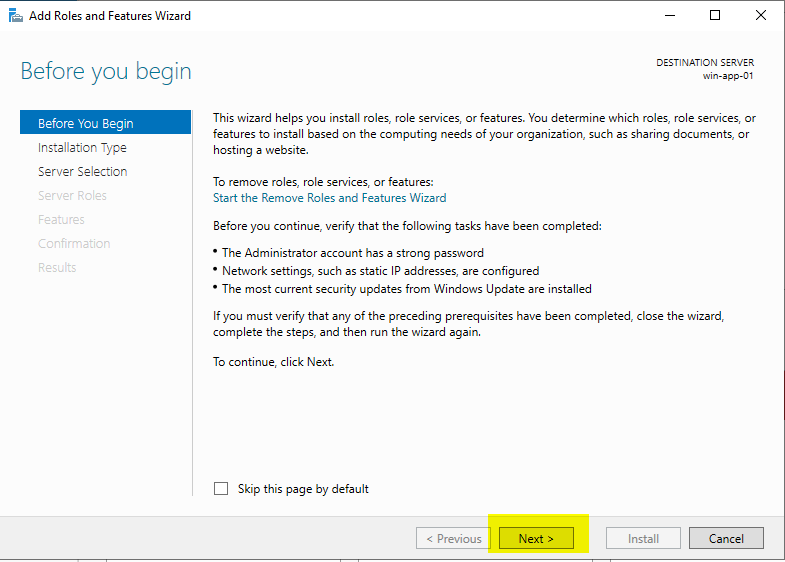 Add Roles and Features Wizard
Before you begin
DESTINATION SERVER
win-app-01
Before You Begin
Installation Type
Server Selection
Server Roles
Features
Confirmation
Results
This wizard helps you install roles, role services, or features. You determine which roles, role services, or
features to install based on the computing needs of your organization, such as sharing documents, or
hosting a website.
To remove roles, role services, or features:
Start the Remove Roles and Features Wizard
Before you continue, verify that the following tasks have been completed:
• The Administrator account has a strong password
• Network settings, such as static IP addresses, are configured
• The most current security updates from Windows Update are installed
If you must verify that any of the preceding prerequisites have been completed, close the wizard,
complete the steps, and then run the wizard again.
To continue, click Next.
Skip this page by default
< Previous
Next >
Install
Cancel